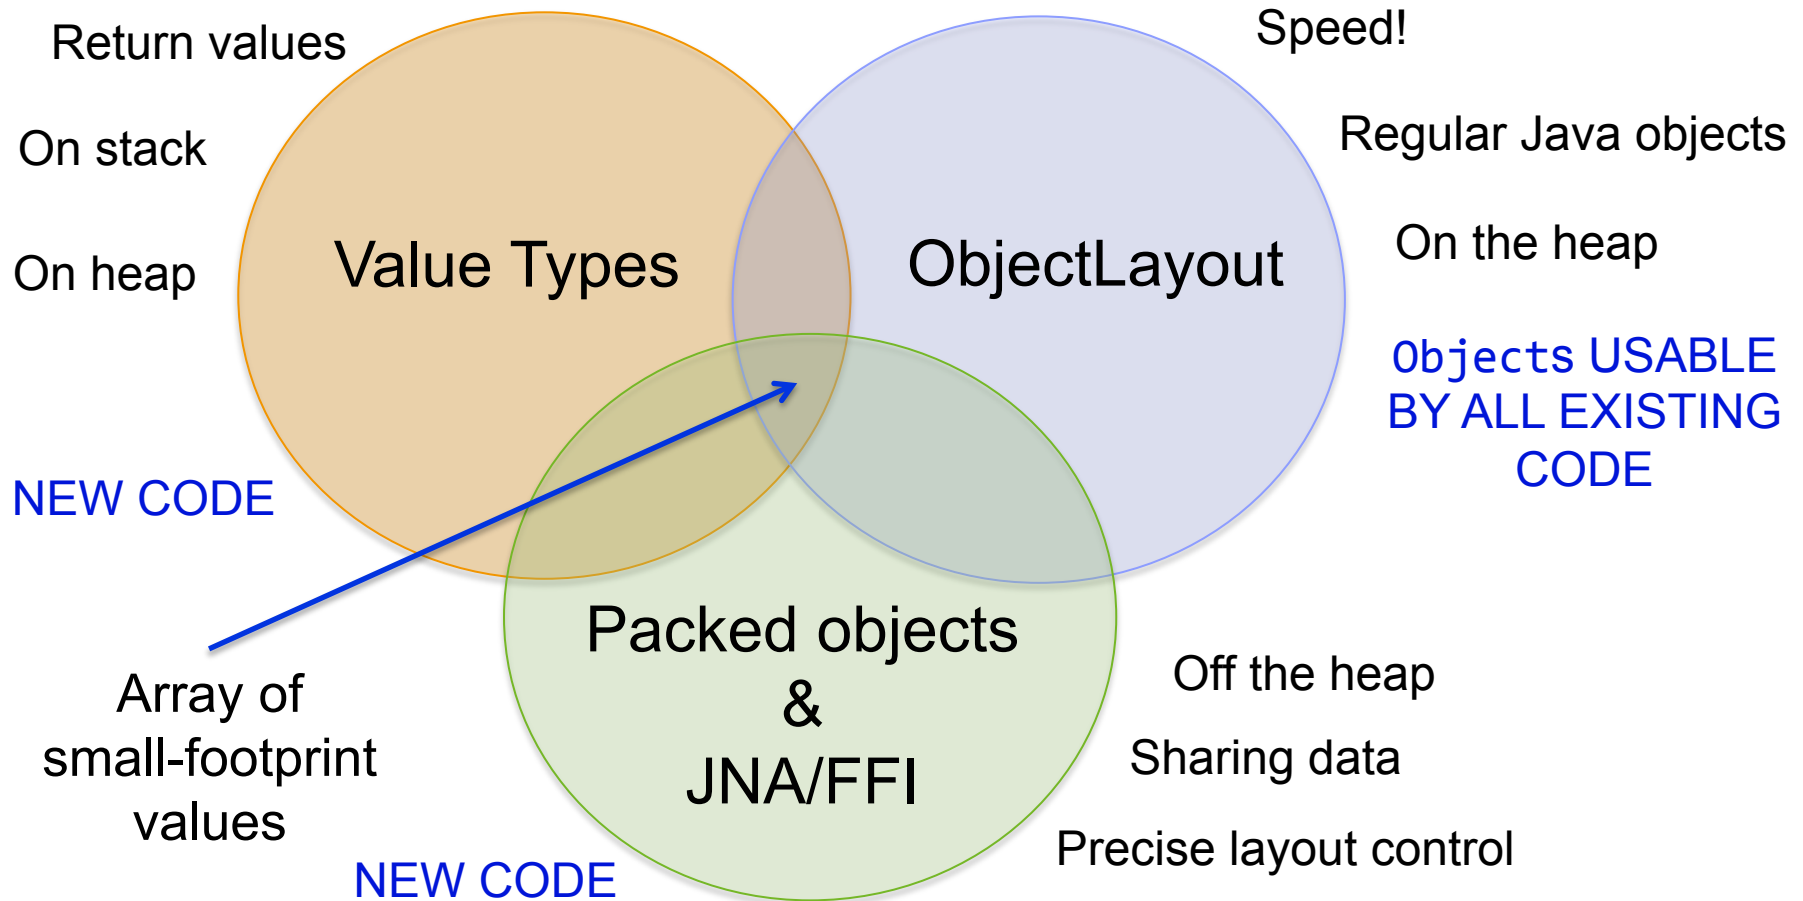 Return values
On stack
On heap
NEW CODE
Value Types
ObjectLayout
Speed!
Regular Java objects
On the heap
Objects USABLE
BY ALL EXISTING
CODE
Array of
small-footprint
values
Packed objects
&
JNA/FFI
NEW CODE
Off the heap
Sharing data
Precise layout control